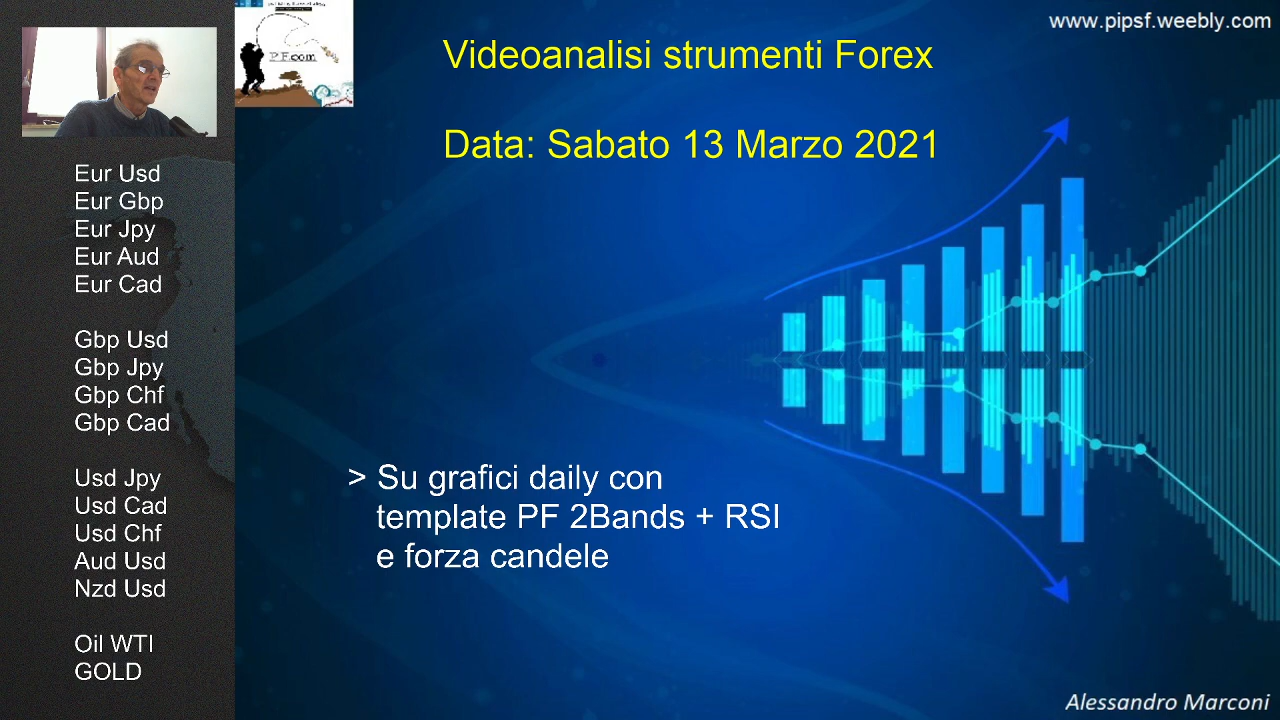 www.pipsf.weebly.com
P.F.com
Videoanalisi strumenti Forex
Data: Sabato 13 Marzo 2021
Eur Usd
Eur Gbp
Eur Jpy
Eur Aud
Eur Cad
Gbp Usd
Gbp Jpy
Gbp Chf
Gbp Cad
Usd Jpy
Usd Cad
Usd Chf
Aud Usd
Nzd Usd
Oil WTI
GOLD
> Su grafici daily con
template PF 2Bands + RSI
e forza candele
Alessandro Marconi